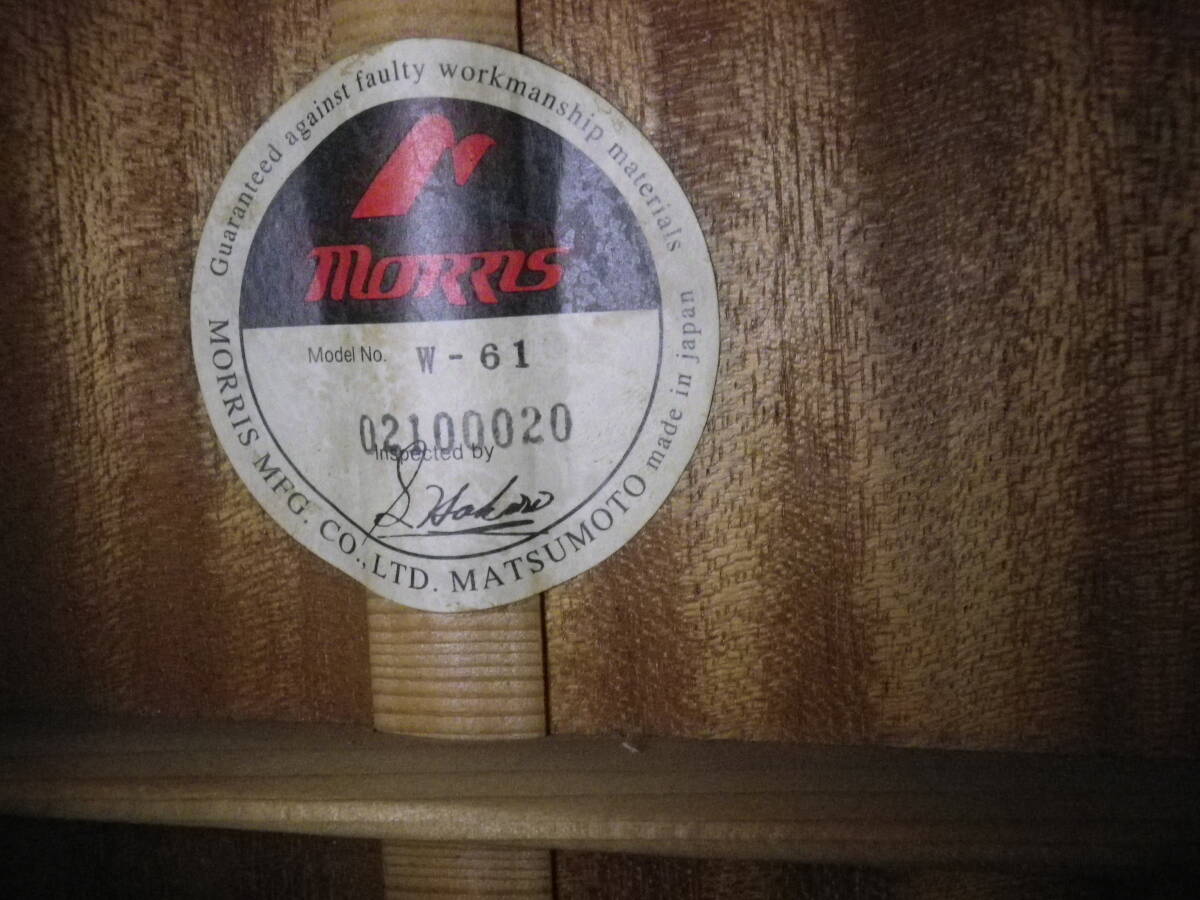 Guaranteed against faulty workmanship materials
MORRIS
Model No. W-61
02100020
Inspected by
MORRIS MFG. CO.,LTD. MATSUMOTO made in japan